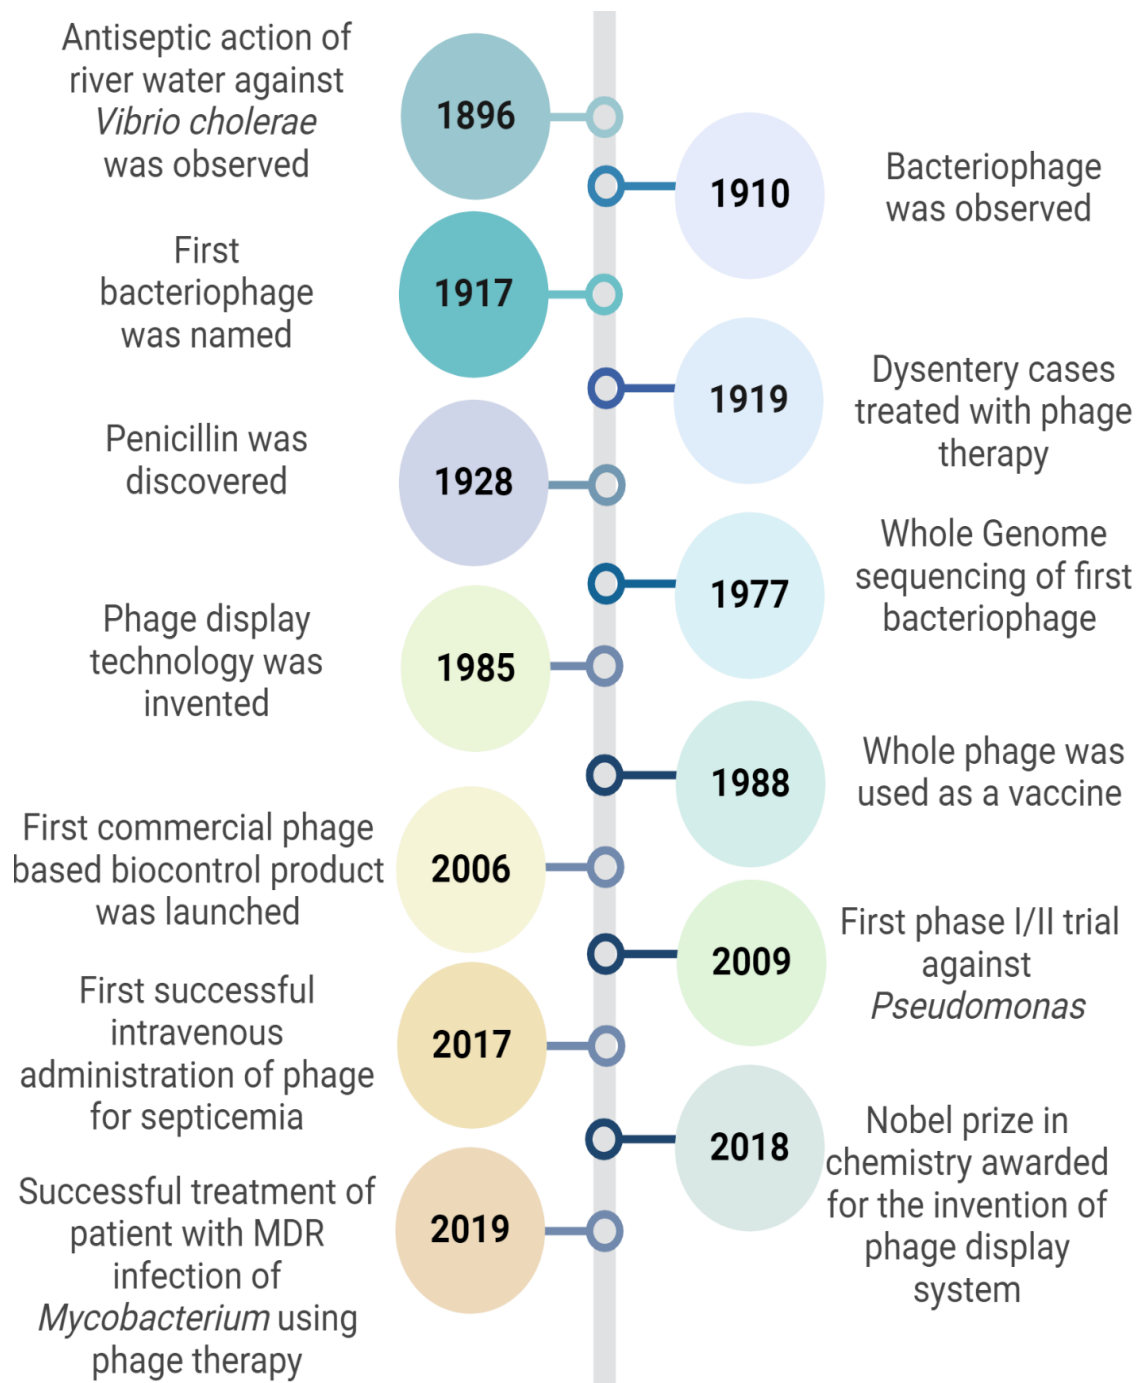 Antiseptic action of
river water against
Vibrio cholerae
was observed
1896
1910
Bacteriophage
was observed
First
bacteriophage
was named
1917
1919
Dysentery cases
treated with phage
therapy
Penicillin was
discovered
1928
1977
Whole Genome
sequencing of first
bacteriophage
Phage display
technology was
invented
1985
1988
Whole phage was
used as a vaccine
First commercial phage
based biocontrol product
was launched
2006
2009
First phase I/II trial
against
Pseudomonas
First successful
intravenous
administration of phage
for septicemia
2017
2018
Nobel prize in
chemistry awarded
for the invention of
phage display
system
Successful treatment of
patient with MDR
infection of
Mycobacterium using
phage therapy
2019